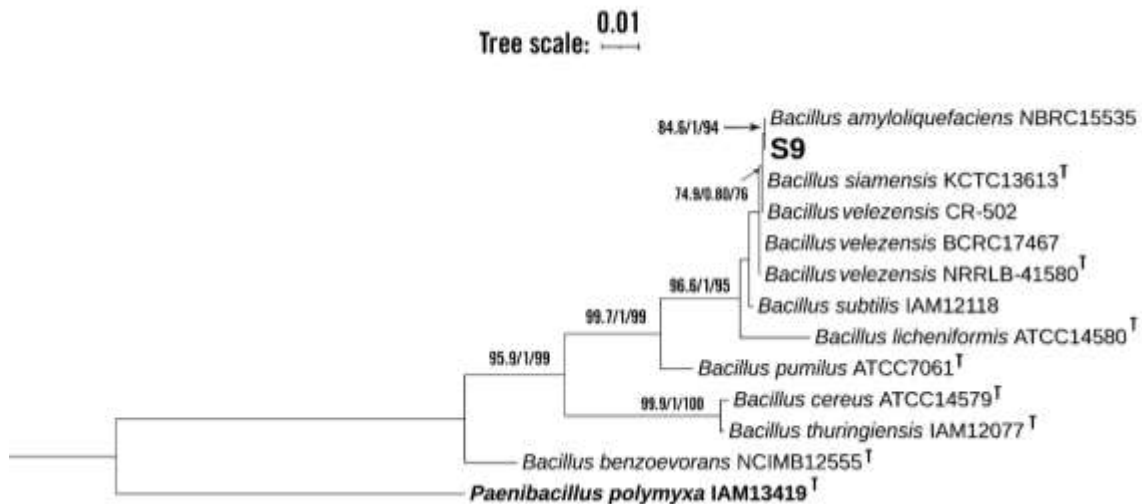 0.01
Tree scale:
Bacillus amyloliquefaciens NBRC15535
84.6/1/94
S9
Bacillus siamensis KCTC13613T
74.9/0.80/76
Bacillus velezensis CR-502
Bacillus velezensis BCRC17467
Bacillus velezensis NRRLB-41580T
96.6/1/95
Bacillus subtilis IAM12118
99.7/1/99
Bacillus licheniformis ATCC14580T
95.9/1/99
Bacillus pumilus ATCC7061T
99.9/1/100
Bacillus cereus ATCC14579T
Bacillus thuringiensis IAM12077T
Bacillus benzoevorans NCIMB12555T
Paenibacillus polymyxa IAM13419T